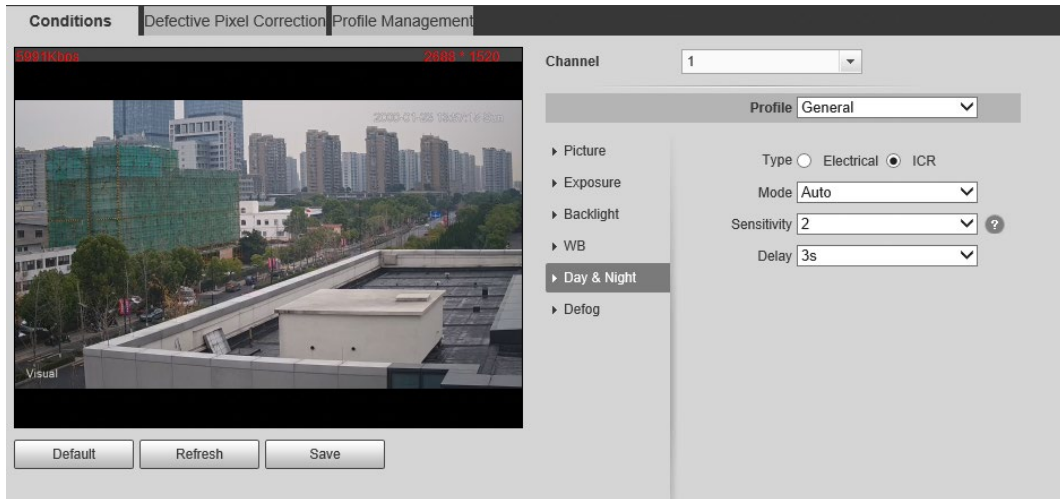 Conditions
Defective Pixel Correction
Profile Management
5991Kbps
2688 * 1520
Visual
Default
Refresh
Save
Channel
1
Profile
General
Picture
Exposure
Backlight
WB
Day & Night
Defog
Type
Electrical
ICR
Mode
Auto
Sensitivity
2
?
Delay
3s